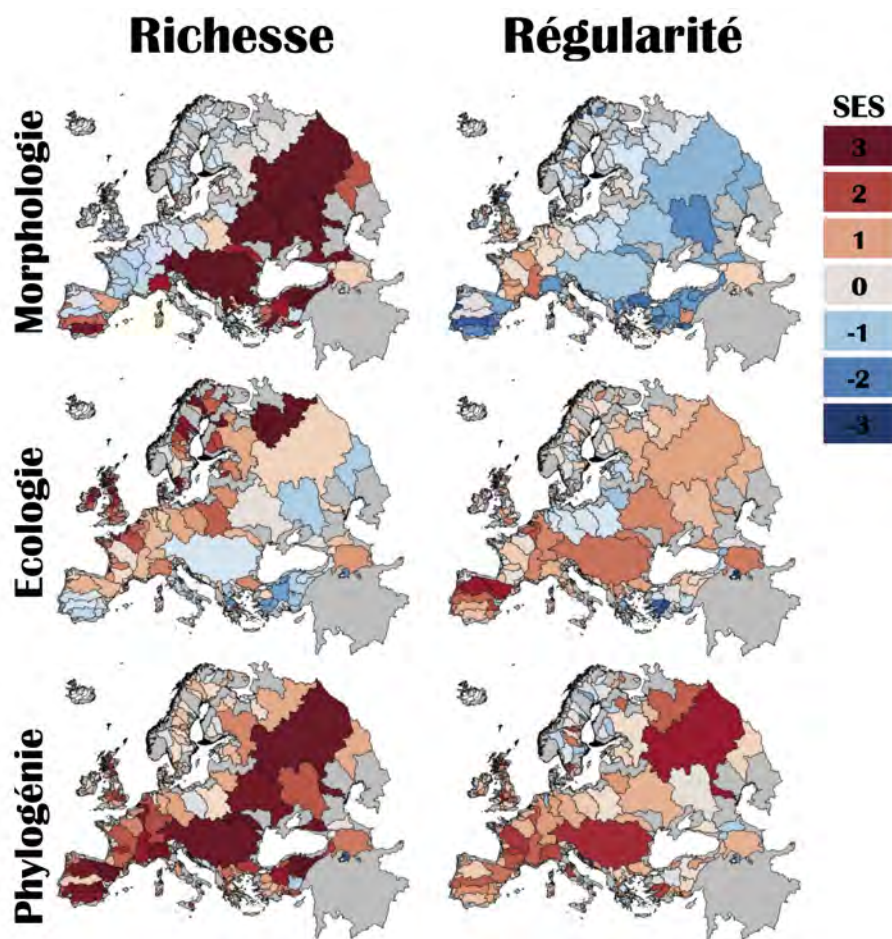 Richesse
Régularité
SES
3
2
1
0
-1
-2
-3
Morphologie
Ecologie
Phylogénie